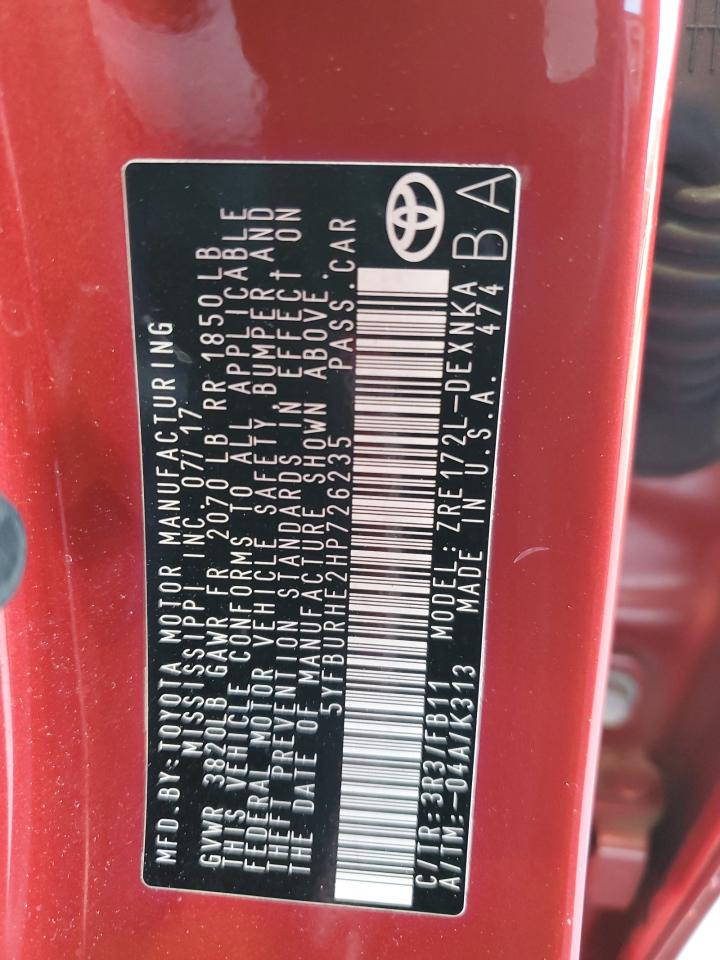 MFD.BY:TOYOTA MOTOR MANUFACTURING
MISSISSIPPI INC.07/17
GVWR 3820LB GAWR FR 2070 LB RR 1850 LB
THIS VEHICLE CONFORMS TO ALL APPLICABLE
FEDERAL MOTOR VEHICLE SAFETY, BUMPER AND
THEFT PREVENTION STANDARDS IN EFFECT ON
THE DATE OF MANUFACTURE SHOWN ABOVE.
5YFBURHE2HP726235 PASS.CAR
C/TR:3R3/FB11 MODEL:ZRE172L-DEXNKA
A/TM:-04A/K313 MADE IN U.S.A. 474
BA